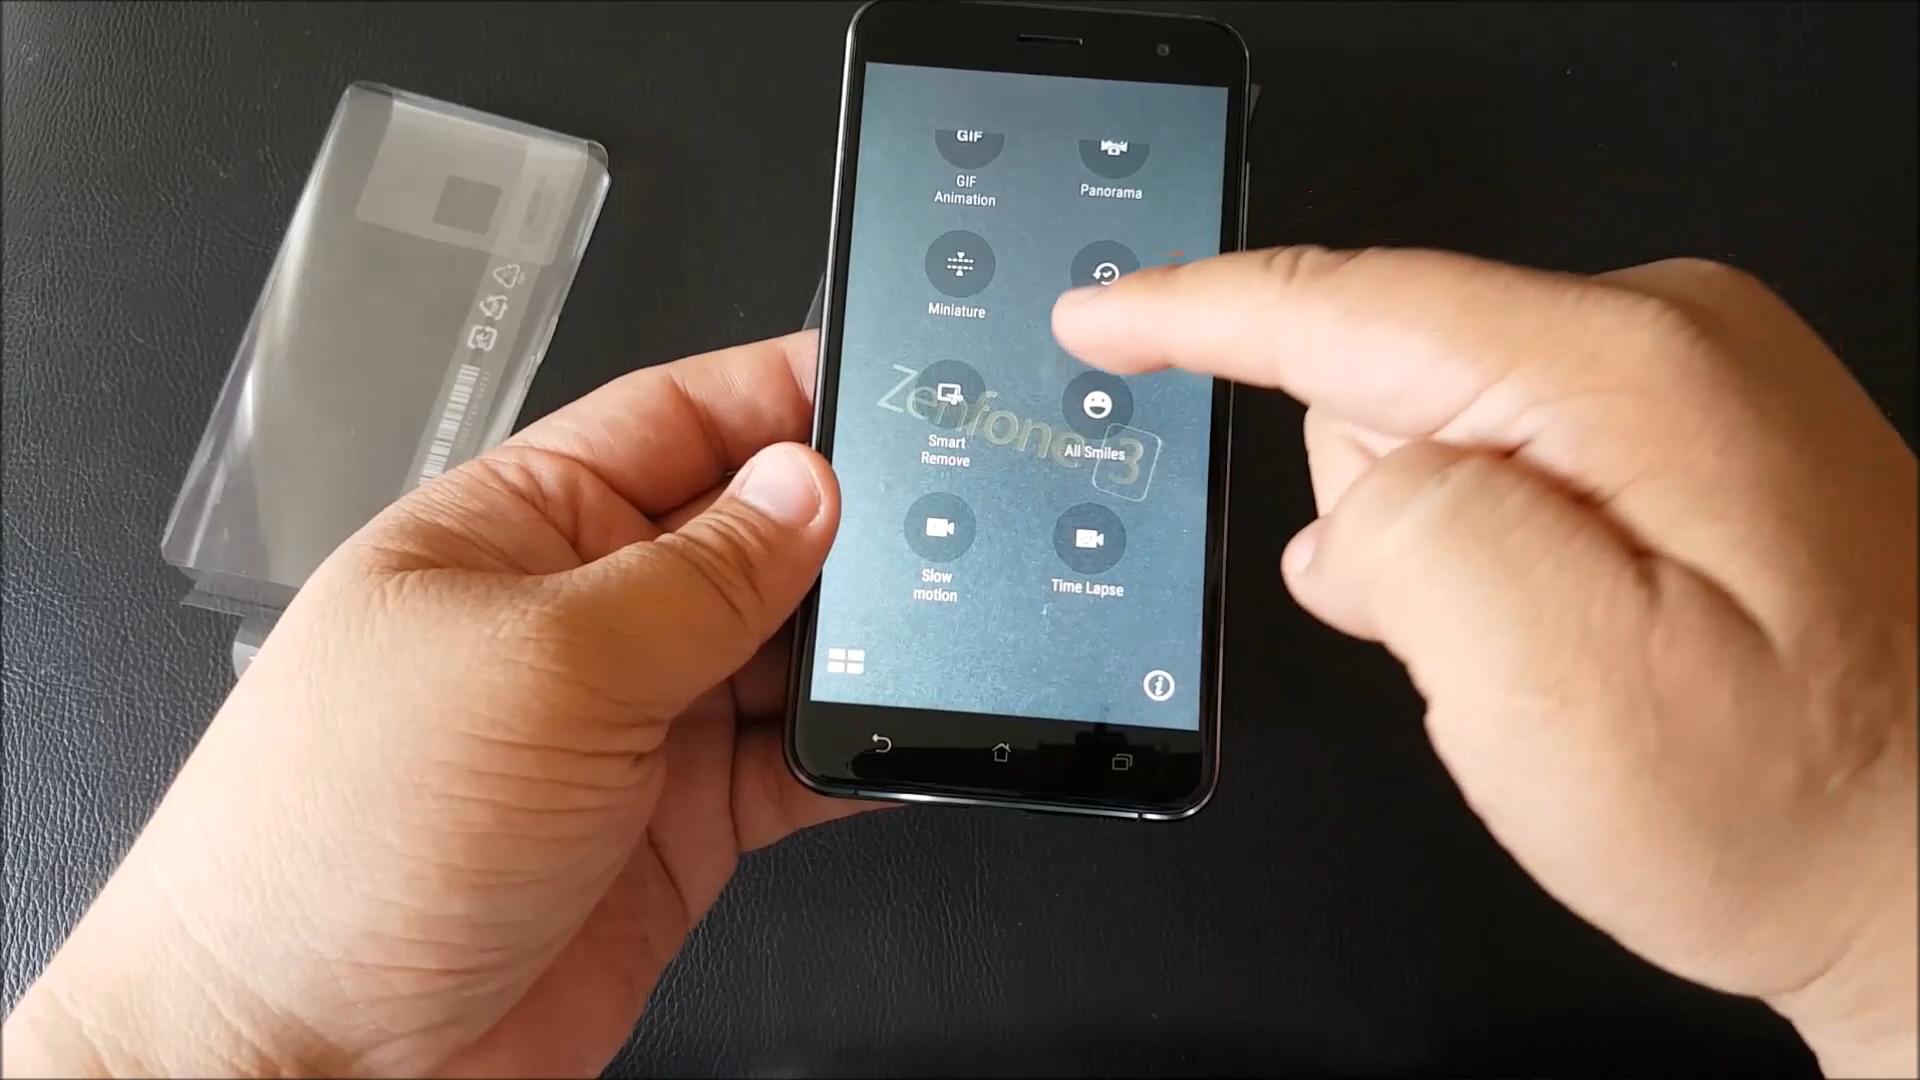 GIF
GIF
Animation
Panorama
Miniature
Zenfone 3
Smart
Remove
All Smiles
Slow
motion
Time Lapse